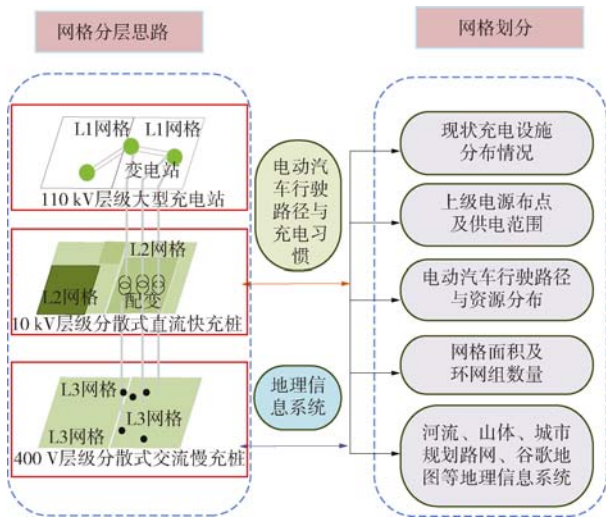 网格分层思路
L1网格
L1网格
变电站
110 kV层级大型充电站
L2网格
L2网格
配变
10 kV层级分散式直流快充桩
L3网格
L3网格
L3网格
400 V层级分散式交流慢充桩
电动汽
车行驶
路径与
充电习
惯
地理信
息系统
网格划分
现状充电设施
分布情况
上级电源布点
及供电范围
电动汽车行驶路径
与资源分布
网格面积及
环网组数量
河流、山体、城市
规划路网、谷歌地
图等地理信息系统